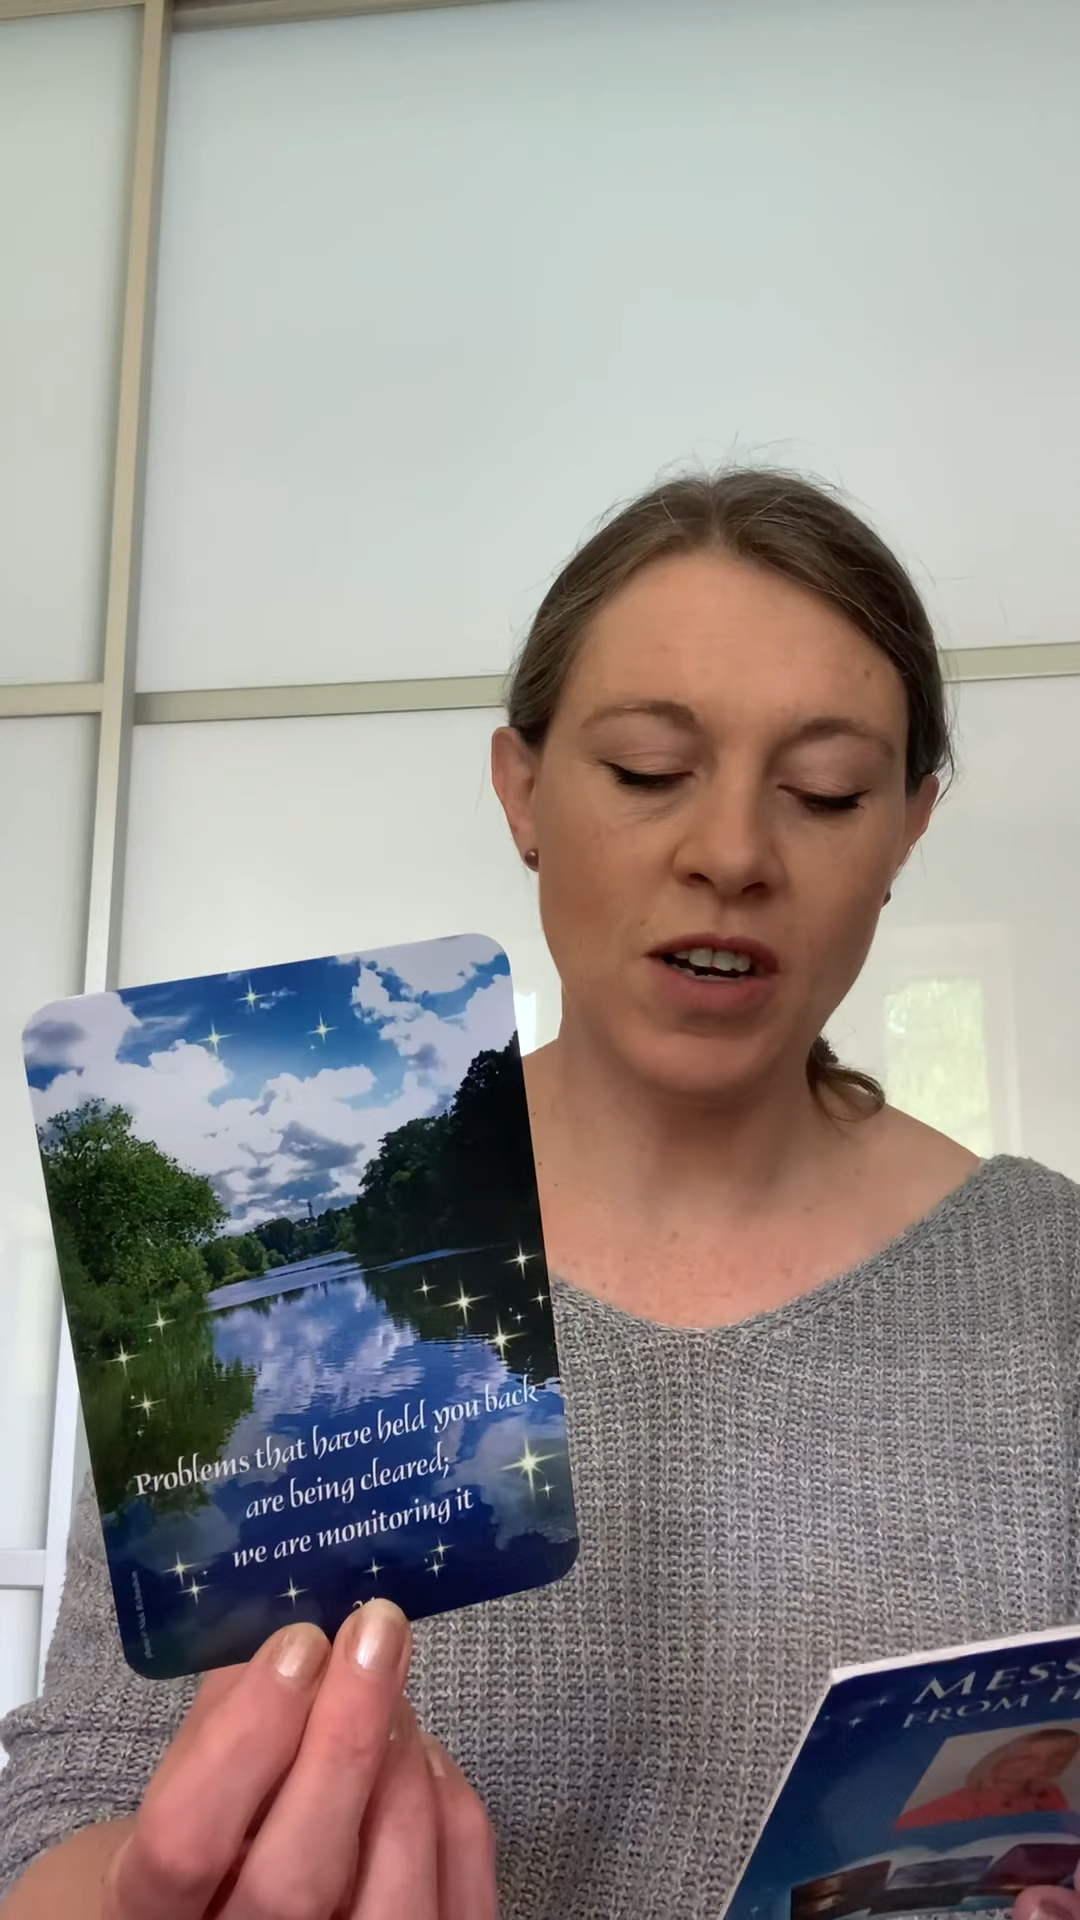 Problems that have held you back
are being cleared;
we are monitoring it
MESS
FROM